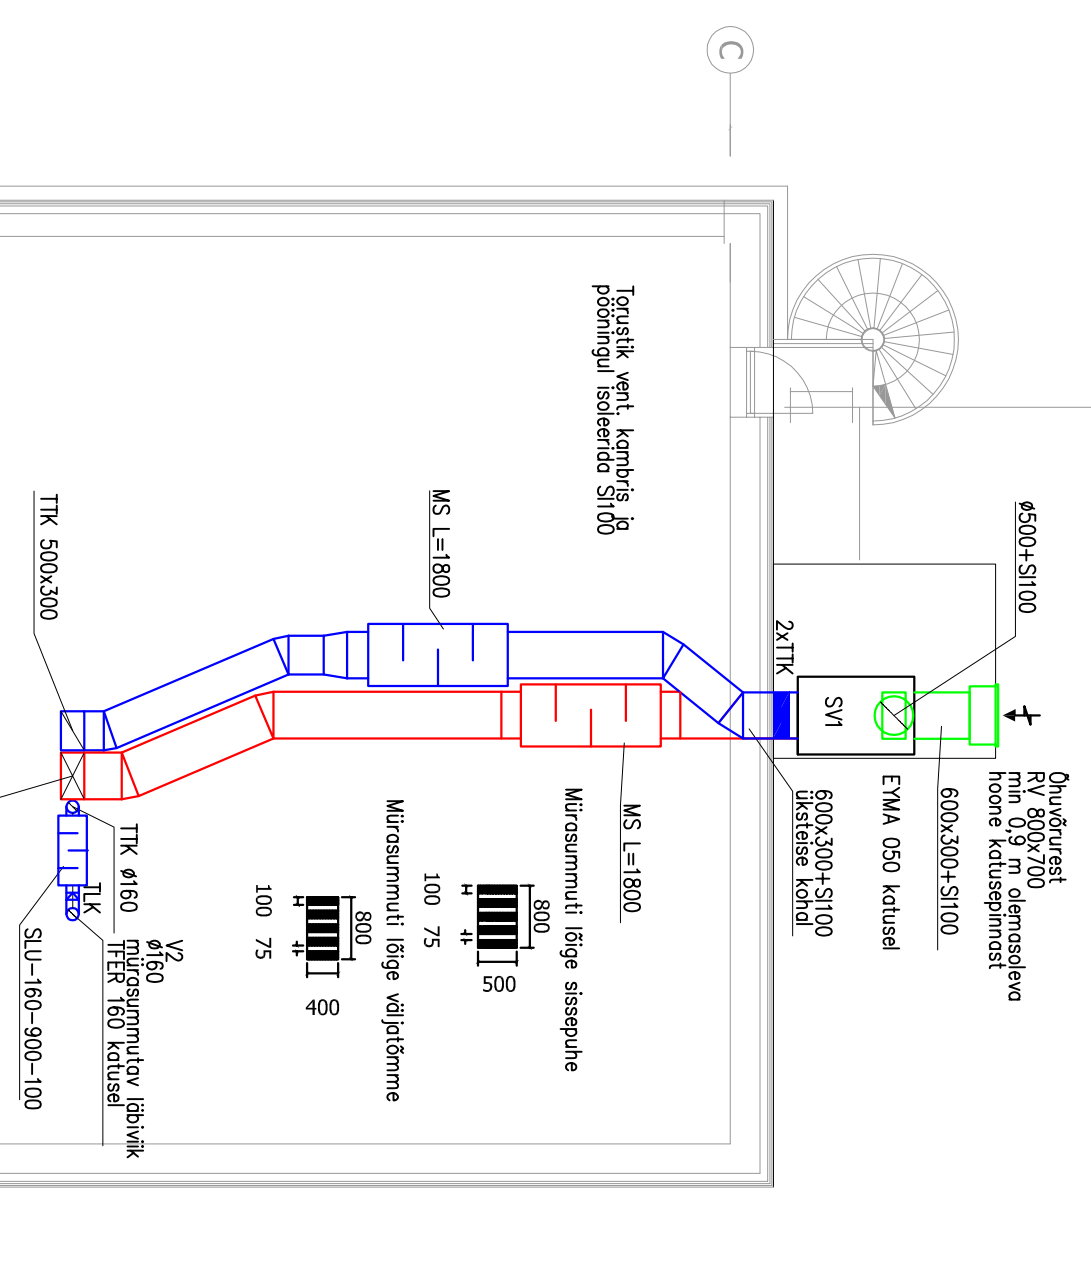 C
Torustik vent. kambris ja
pööningul isoleerida SI100
ø500+SI100
MS L=1800
TTK 500x300
2xTTK
SV1
Õhuvõrurest
RV 800x700
min 0,9 m olemasoleva
hoone katusepinnast
600x300+SI100
EYMA 050 katusel
600x300+SI100
üksteise kohal
MS L=1800
Mürasummuti lõige sissepuhe
800
500
100 75
Mürasummuti lõige väljatõmme
800
400
100 75
TTK ø160
TLK
V2
ø160
mürasummutav läbiviik
TFER 160 katusel
SLU-160-900-100